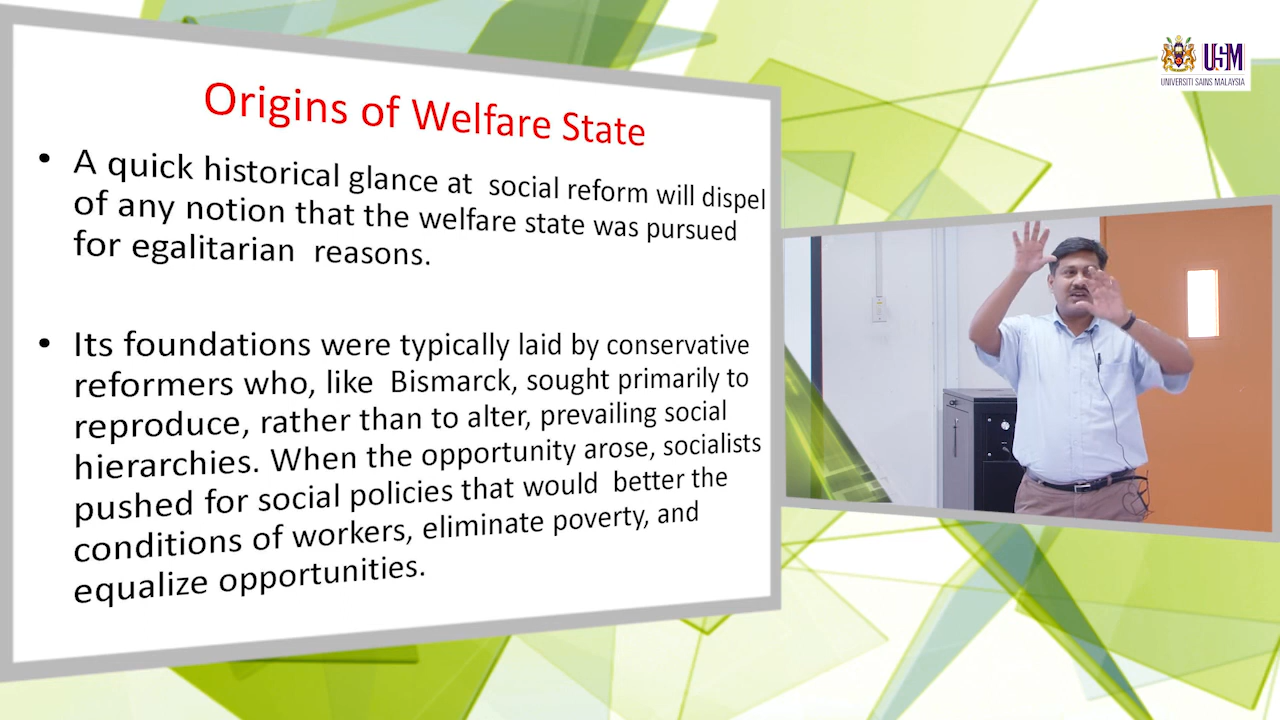 Origins of Welfare State
• A quick historical glance at social reform will dispel
of any notion that the welfare state was pursued
for egalitarian reasons.
• Its foundations were typically laid by conservative
reformers who, like Bismarck, sought primarily to
reproduce, rather than to alter, prevailing social
hierarchies. When the opportunity arose, socialists
pushed for social policies that would better the
conditions of workers, eliminate poverty, and
equalize opportunities.
USM
UNIVERSITI SAINS MALAYSIA